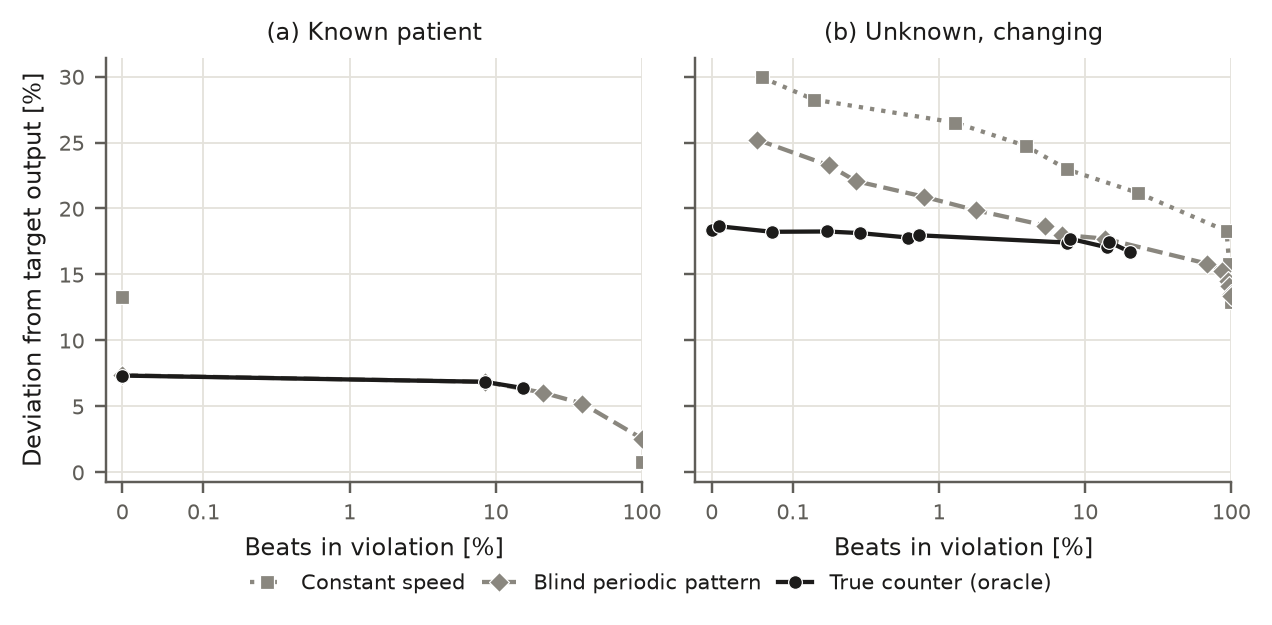 (a) Known patient
(b) Unknown, changing
Deviation from target output [%]
30
25
20
15
10
5
0
0 0.1 1 10 100
0 0.1 1 10 100
Beats in violation [%]
Beats in violation [%]
Constant speed Blind periodic pattern True counter (oracle)